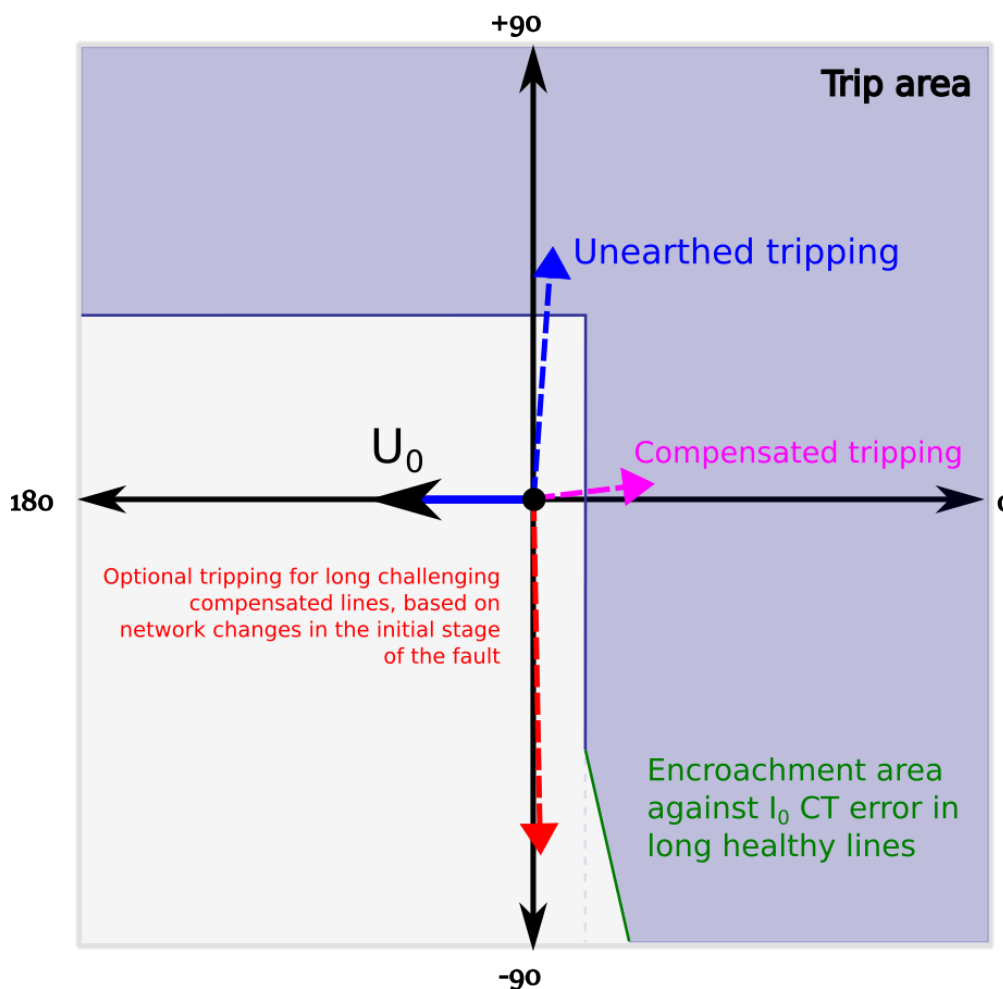 +90
Trip area
Unearthed tripping
Compensated tripping
U₀
180
Optional tripping for long challenging
compensated lines, based on
network changes in the initial stage
of the fault
Encroachment area
against I₀ CT error in
long healthy lines
-90